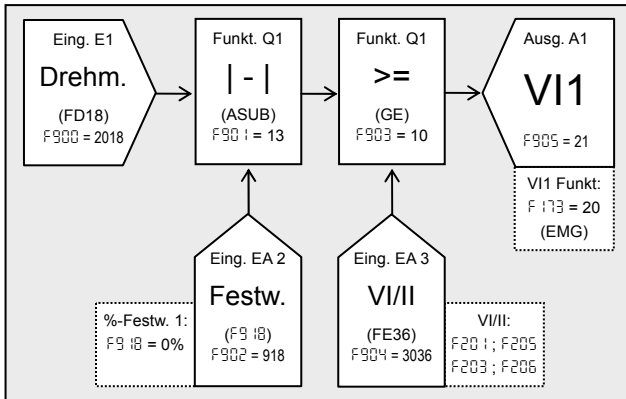 Eing. E1
Drehm.
(FD18)
F900 = 2018
Funkt. Q1
| - |
(ASUB)
F901 = 13
Funkt. Q1
>=
(GE)
F903 = 10
Ausg. A1
VI1
F905 = 21
VI1 Funkt:
F173 = 20
(EMG)
%-Festw. 1:
F918 = 0%
Eing. EA 2
Festw.
(F918)
F902 = 918
Eing. EA 3
VI/II
(FE36)
F904 = 3036
VI/II:
F201 ; F205
F203 ; F206